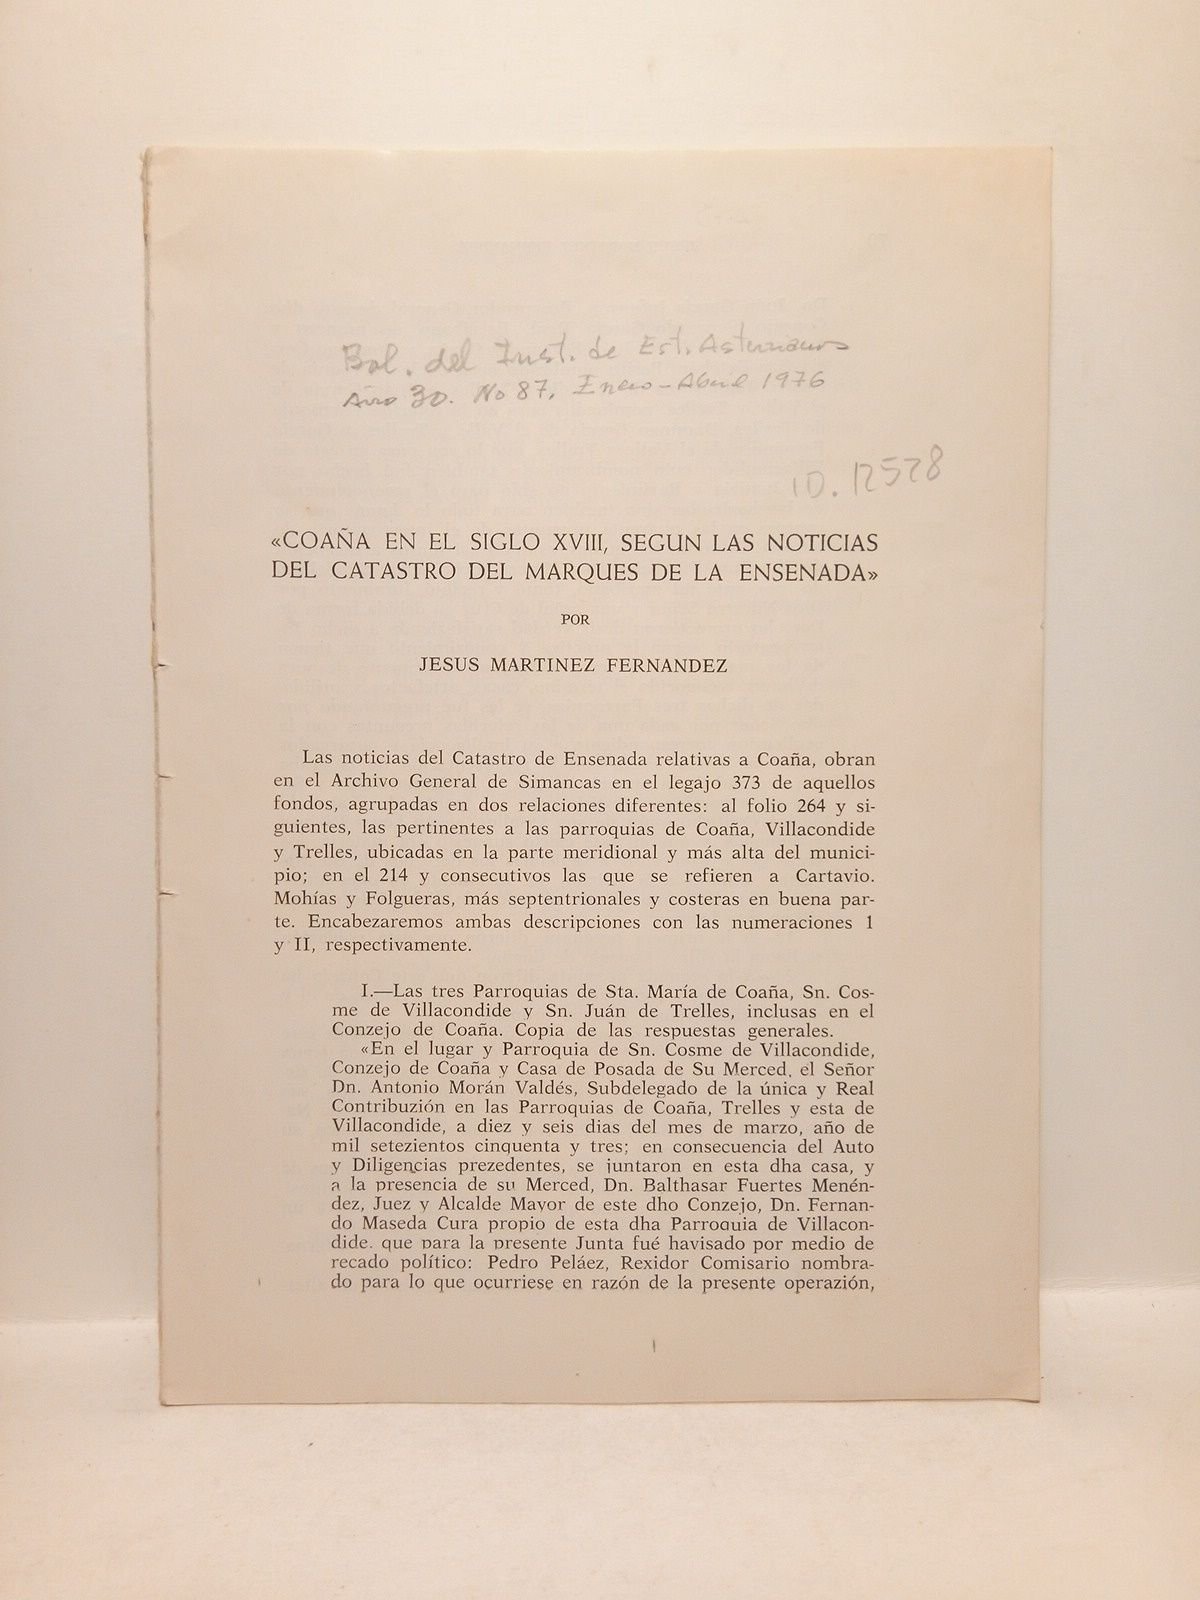 Bol. del Inst. de Est. Asturianos
Año 30. No 87. Enero-Abril 1976
10.12528
«COAÑA EN EL SIGLO XVIII, SEGUN LAS NOTICIAS
DEL CATASTRO DEL MARQUES DE LA ENSENADA»
POR
JESUS MARTINEZ FERNANDEZ
Las noticias del Catastro de Ensenada relativas a Coaña, obran
en el Archivo General de Simancas en el legajo 373 de aquellos
fondos, agrupadas en dos relaciones diferentes: al folio 264 y si-
guientes, las pertinentes a las parroquias de Coaña, Villacondide
y Trelles, ubicadas en la parte meridional y más alta del munici-
pio; en el 214 y consecutivos las que se refieren a Cartavio.
Mohías y Folgueras, más septentrionales y costeras en buena par-
te. Encabezaremos ambas descripciones con las numeraciones 1
y II, respectivamente.
I.—Las tres Parroquias de Sta. María de Coaña, Sn. Cos-
me de Villacondide y Sn. Juán de Trelles, inclusas en el
Conzejo de Coaña. Copia de las respuestas generales.
«En el lugar y Parroquia de Sn. Cosme de Villacondide,
Conzejo de Coaña y Casa de Posada de Su Merced, el Señor
Dn. Antonio Morán Valdés, Subdelegado de la única y Real
Contribuzión en las Parroquias de Coaña, Trelles y esta de
Villacondide, a diez y seis dias del mes de marzo, año de
mil setezientos cinquenta y tres; en consecuencia del Auto
y Diligencias prezedentes, se juntaron en esta dha casa, y
a la presencia de su Merced, Dn. Balthasar Fuertes Menén-
dez, Juez y Alcalde Mayor de este dho Conzejo, Dn. Fernan-
do Maseda Cura propio de esta dha Parroquia de Villacon-
dide. que para la presente Junta fué havisado por medio de
recado político: Pedro Peláez, Rexidor Comisario nombra-
do para lo que ocurriese en razón de la presente operazión,